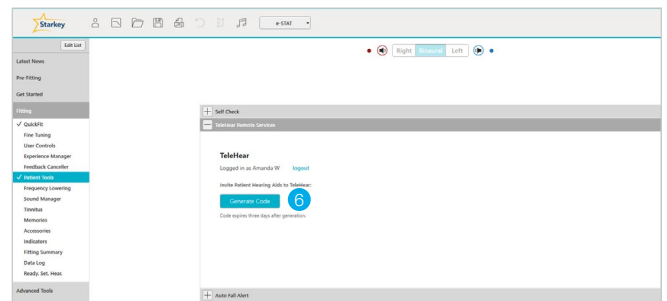 Starkey
e-STAT
Edit List
Right Binaural Left
Latest News
Pre-Fitting
Get Started
Fitting
QuickFit
Fine Tuning
User Controls
Experience Manager
Feedback Canceller
Patient Tools
Frequency Lowering
Sound Manager
Tinnitus
Memories
Accessories
Indicators
Fitting Summary
Data Log
Ready. Set. Hear.
Advanced Tools
Self Check
TeleHear Remote Services
TeleHear
Logged in as Amanda W logout
Invite Patient Hearing Aids to TeleHear:
Generate Code 6
Code expires three days after generation.
Auto Fall Alert